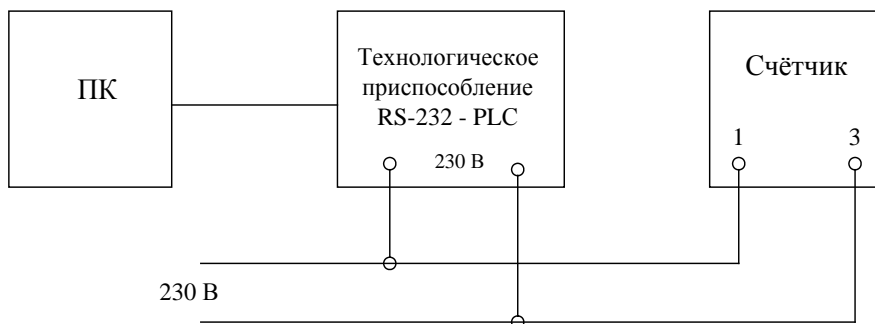 ПК
Технологическое
приспособление
RS-232 - PLC
230 В
Счётчик
1 3
230 В